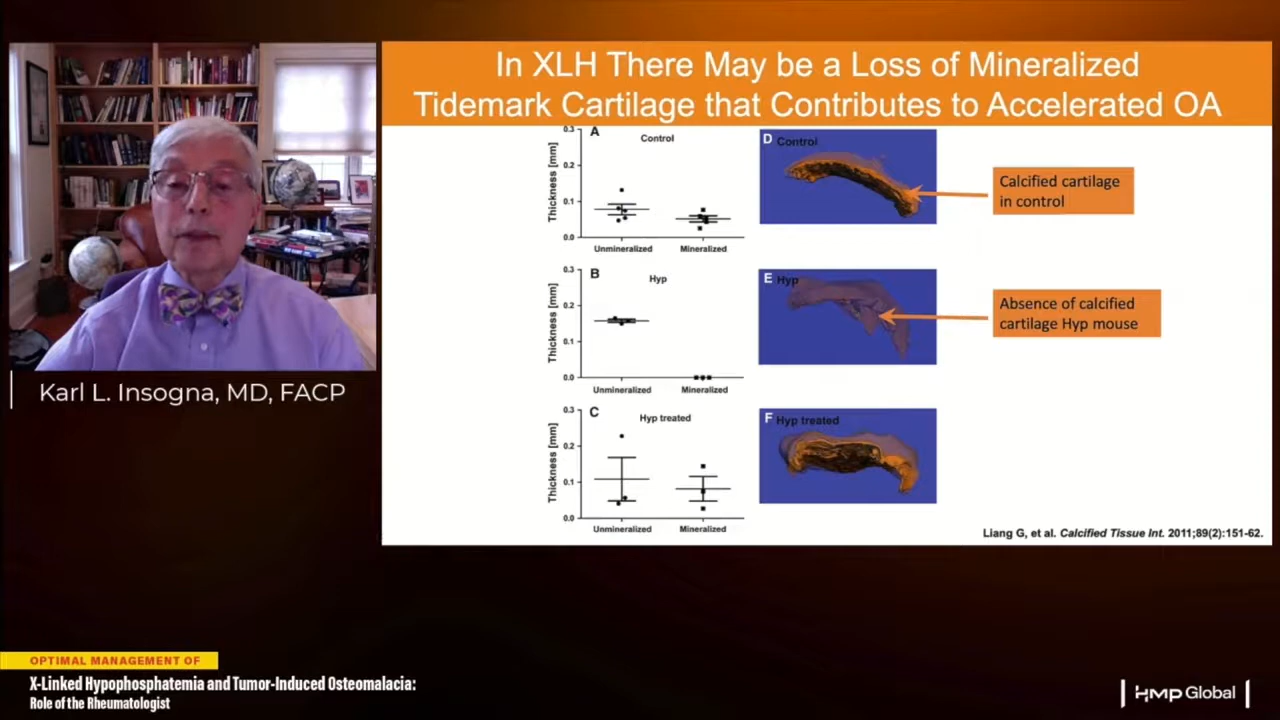 In XLH There May be a Loss of Mineralized
Tidemark Cartilage that Contributes to Accelerated OA
A
Control
Thickness [mm]
0.3
0.2
0.1
0.0
Unmineralized
Mineralized
D Control
Calcified cartilage
in control
B
Hyp
Thickness [mm]
0.3
0.2
0.1
0.0
Unmineralized
Mineralized
E Hyp
Absence of calcified
cartilage Hyp mouse
C
Hyp treated
Thickness [mm]
0.3
0.2
0.1
0.0
Unmineralized
Mineralized
F Hyp treated
Liang G, et al. Calcified Tissue Int. 2011;89(2):151-62.
Karl L. Insogna, MD, FACP
OPTIMAL MANAGEMENT OF
X-Linked Hypophosphatemia and Tumor-Induced Osteomalacia:
Role of the Rheumatologist
HMP Global